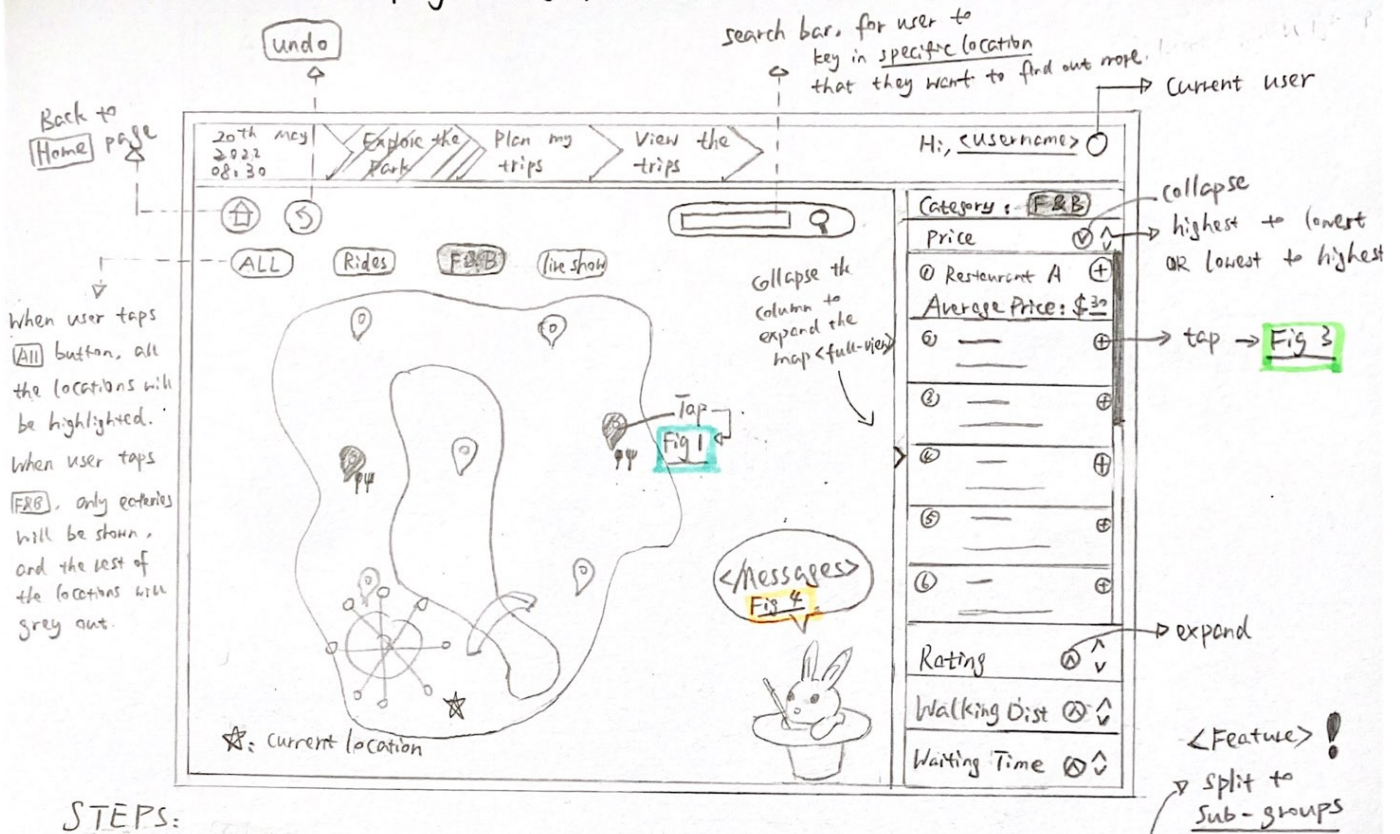 undo
search bar, for user to
key in specific location
that they want to find out more.
Current user
Back to
Home page
20th may
2022
08:30
Explore the
Park
Plan my
trips
View the
trips
Hi, <username>
ALL
Rides
F&B
live show
When user taps
All button, all
the locations will
be highlighted.
When user taps
F&B, only eateries
will be shown,
and the rest of
the locations will
grey out.
Collapse the
column to
expand the
map <full-view>
Tap
Fig 1
</Messages>
Fig 4
☆: Current location
Category: F&B
Price
collapse
highest to lowest
OR lowest to highest
① Restaurant A
Average Price: $30
②
tap → Fig 3
③
④
⑤
⑥
Rating
expand
Walking Dist
Waiting Time
<Feature>!
split to
sub-groups
STEPS: